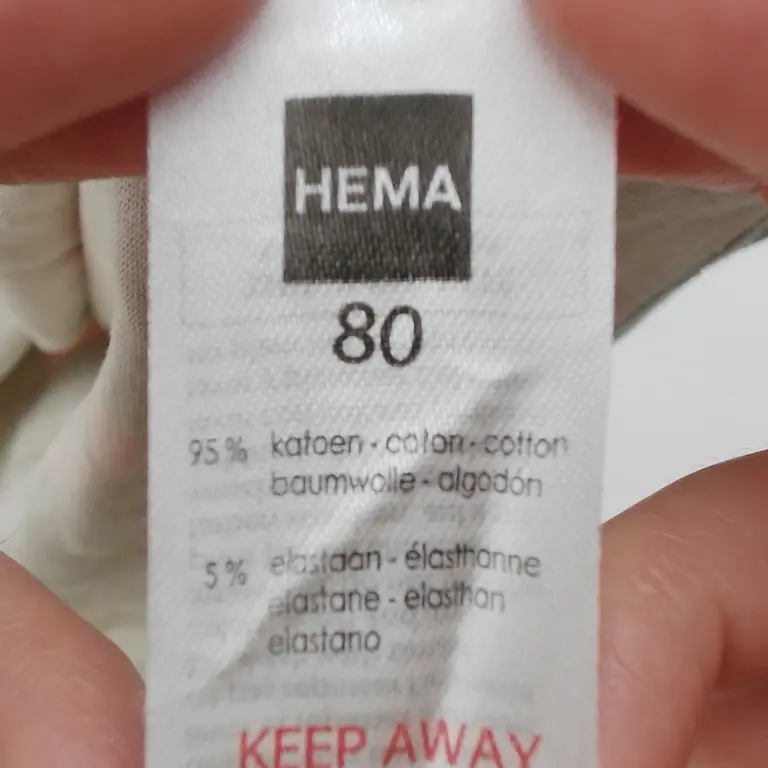 HEMA
80
95% katoen - coton - cotton
baumwolle - algodón
5% elastaan - élasthanne
elastane - elasthan
elastano
KEEP AWAY